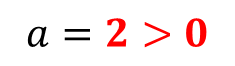 a = 2 > 0